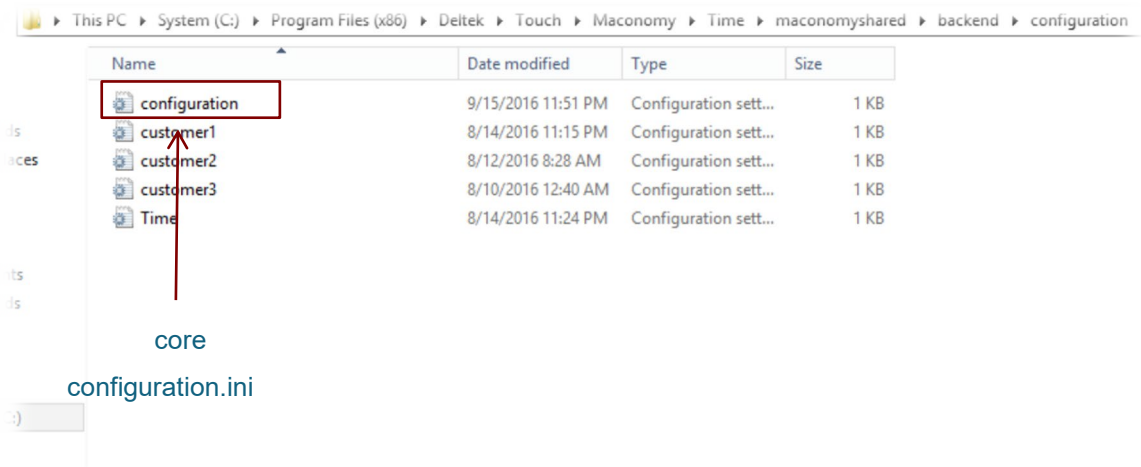 This PC System (C:) Program Files (x86) Deltek Touch Maconomy Time maconomyshared backend configuration
Name Date modified Type Size
configuration 9/15/2016 11:51 PM Configuration sett... 1 KB
customer1 8/14/2016 11:15 PM Configuration sett... 1 KB
customer2 8/12/2016 8:28 AM Configuration sett... 1 KB
customer3 8/10/2016 12:40 AM Configuration sett... 1 KB
Time 8/14/2016 11:24 PM Configuration sett... 1 KB
core
configuration.ini